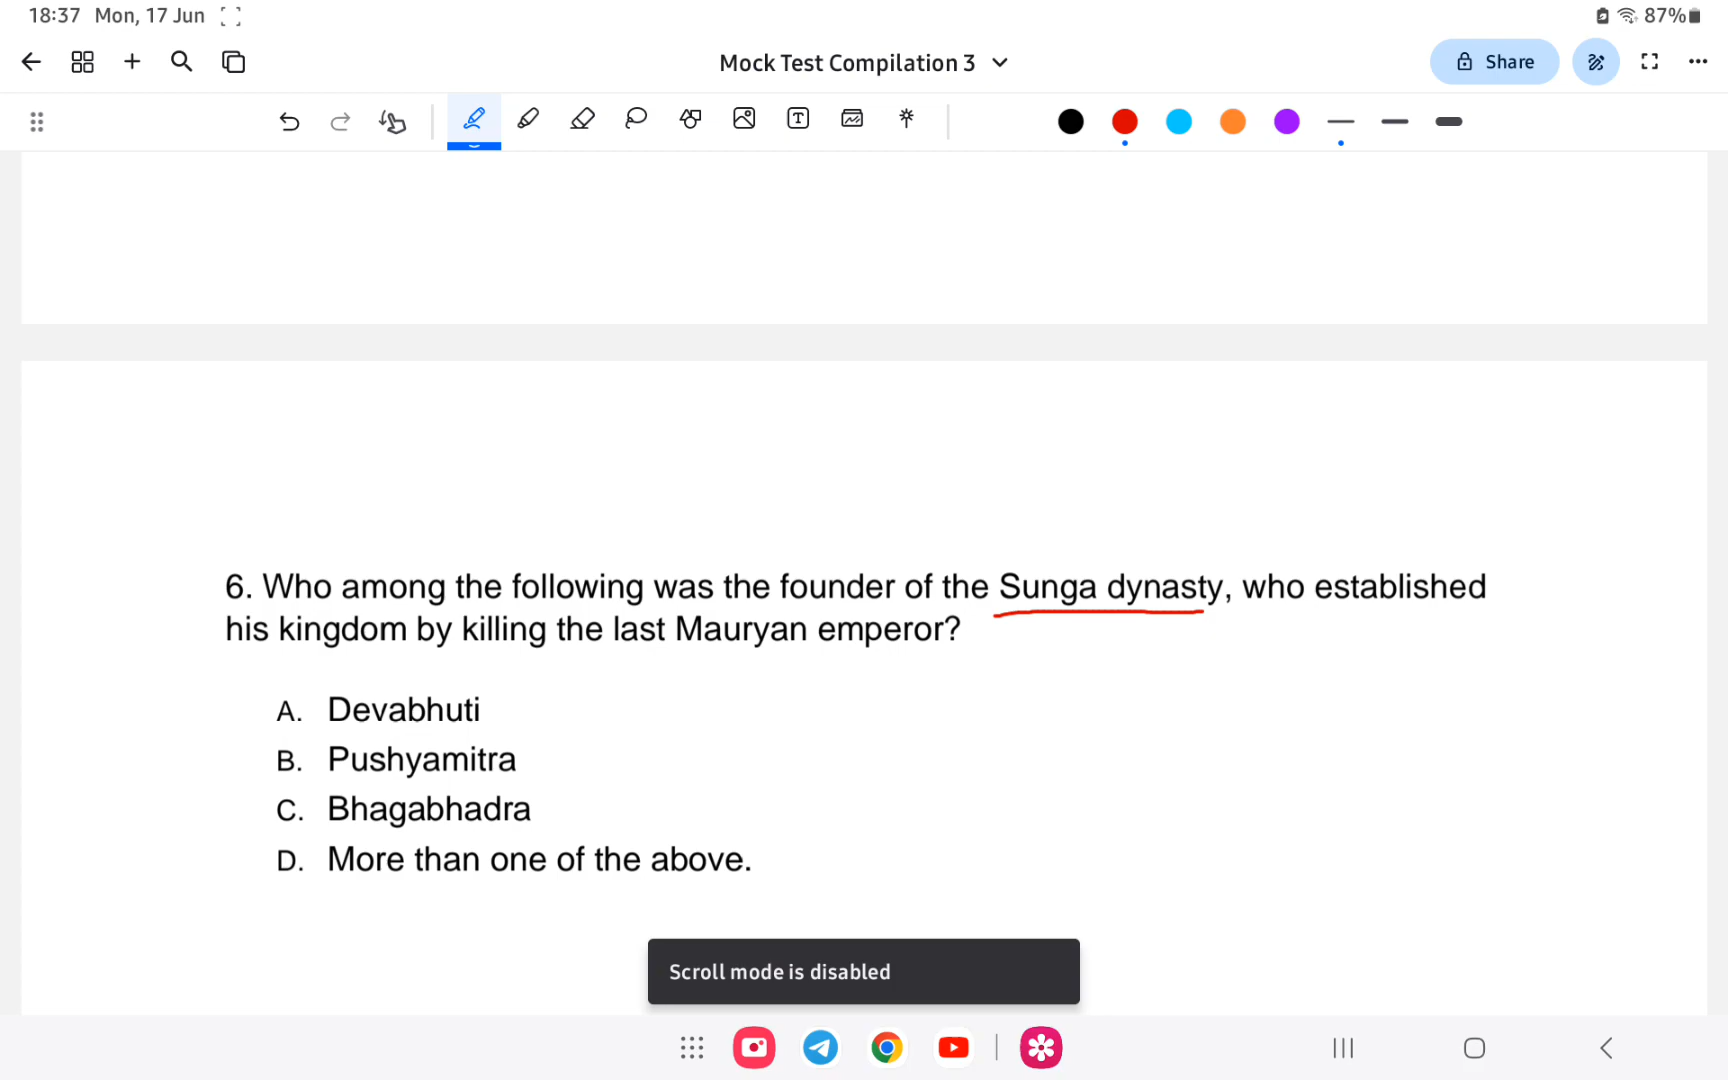 18:37 Mon, 17 Jun
87%
Mock Test Compilation 3
Share
6. Who among the following was the founder of the Sunga dynasty, who established
his kingdom by killing the last Mauryan emperor?
A. Devabhuti
B. Pushyamitra
C. Bhagabhadra
D. More than one of the above.
Scroll mode is disabled